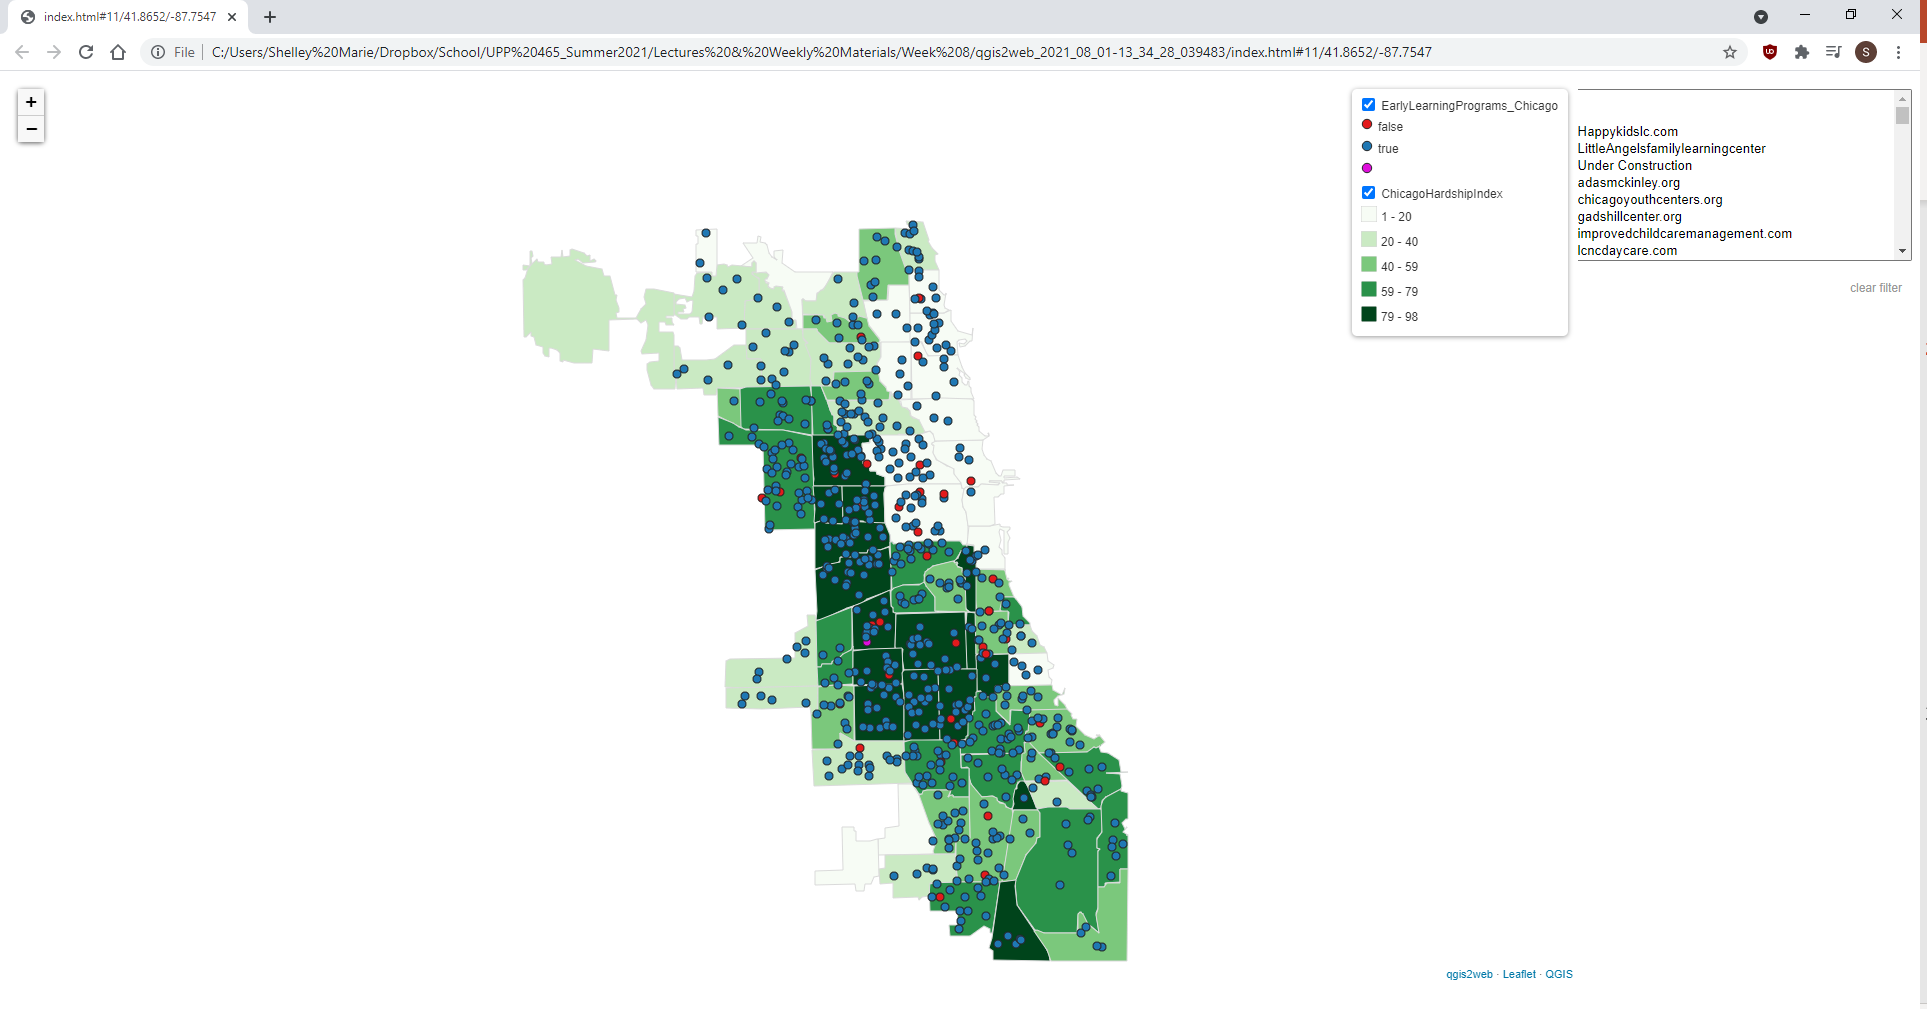 index.html#11/41.8652/-87.7547
File
C:/Users/Shelley%20Marie/Dropbox/School/UPP%20465_Summer2021/Lectures%20&%20Weekly%20Materials/Week%208/qgis2web_2021_08_01-13_34_28_039483/index.html#11/41.8652/-87.7547
S
+
−
EarlyLearningPrograms_Chicago
false
true
ChicagoHardshipIndex
1 - 20
20 - 40
40 - 59
59 - 79
79 - 98
Happykidslc.com
LittleAngelsfamilylearningcenter
Under Construction
adasmckinley.org
chicagoyouthcenters.org
gadshillcenter.org
improvedchildcaremanagement.com
lcncdaycare.com
clear filter
qgis2web · Leaflet · QGIS